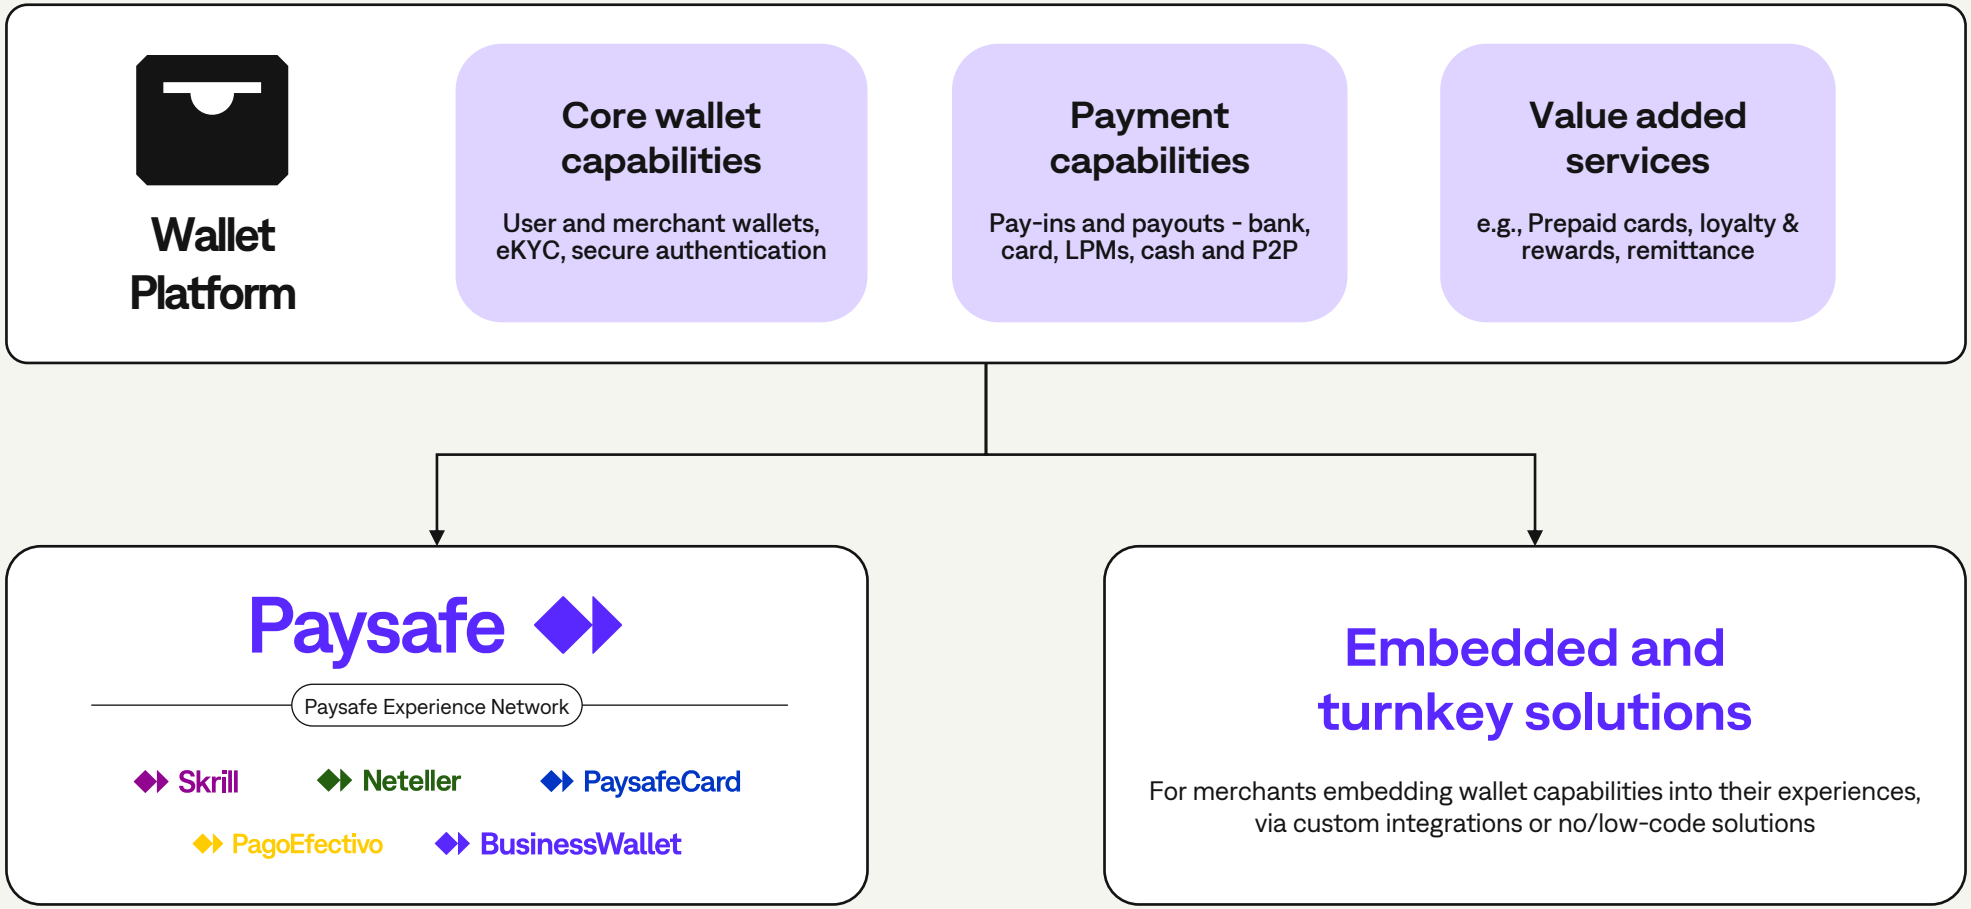 Wallet
Platform
Core wallet
capabilities
User and merchant wallets,
eKYC, secure authentication
Payment
capabilities
Pay-ins and payouts - bank,
card, LPMs, cash and P2P
Value added
services
e.g., Prepaid cards, loyalty &
rewards, remittance
Paysafe
Paysafe Experience Network
Skrill
Neteller
PaysafeCard
PagoEfectivo
BusinessWallet
Embedded and
turnkey solutions
For merchants embedding wallet capabilities into their experiences,
via custom integrations or no/low-code solutions